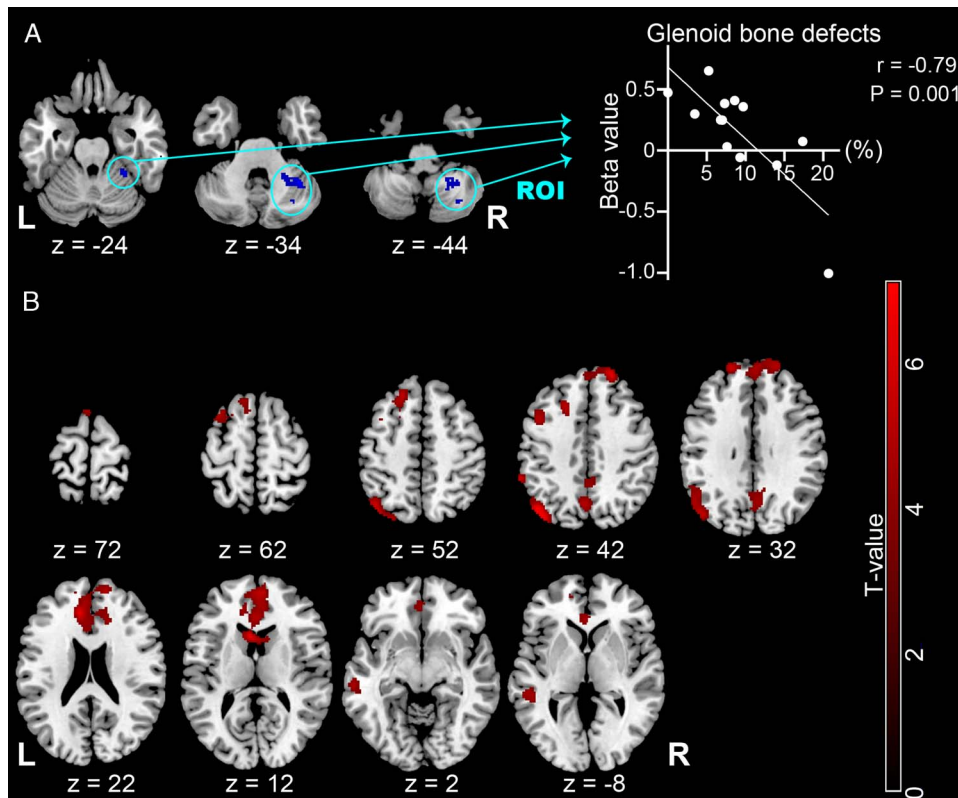 A
Glenoid bone defects
r = -0.79
P = 0.001
0.5
0
-0.5
-1.0
Beta value
5
10
15
20
(%)
ROI
L
R
z = -24
z = -34
z = -44
B
z = 72
z = 62
z = 52
z = 42
z = 32
L
R
z = 22
z = 12
z = 2
z = -8
T-value
6
4
2
0